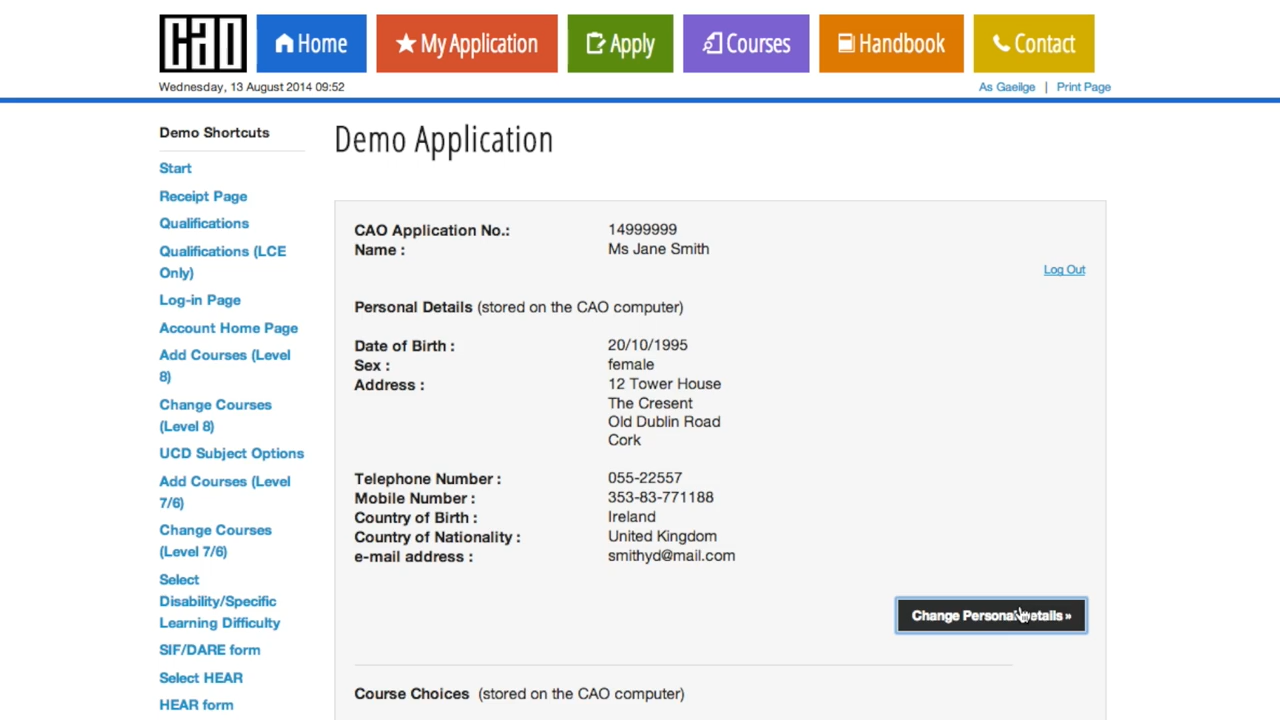 CAO Home My Application Apply Courses Handbook Contact
Wednesday, 13 August 2014 09:52
As Gaeilge | Print Page
Demo Shortcuts
Start
Receipt Page
Qualifications
Qualifications (LCE
Only)
Log-in Page
Account Home Page
Add Courses (Level
8)
Change Courses
(Level 8)
UCD Subject Options
Add Courses (Level
7/6)
Change Courses
(Level 7/6)
Select
Disability/Specific
Learning Difficulty
SIF/DARE form
Select HEAR
HEAR form
Demo Application
CAO Application No.: 14999999
Name : Ms Jane Smith
Log Out
Personal Details (stored on the CAO computer)
Date of Birth : 20/10/1995
Sex : female
Address : 12 Tower House
The Cresent
Old Dublin Road
Cork
Telephone Number : 055-22557
Mobile Number : 353-83-771188
Country of Birth : Ireland
Country of Nationality : United Kingdom
e-mail address : smithyd@mail.com
Change Personal Details »
Course Choices (stored on the CAO computer)